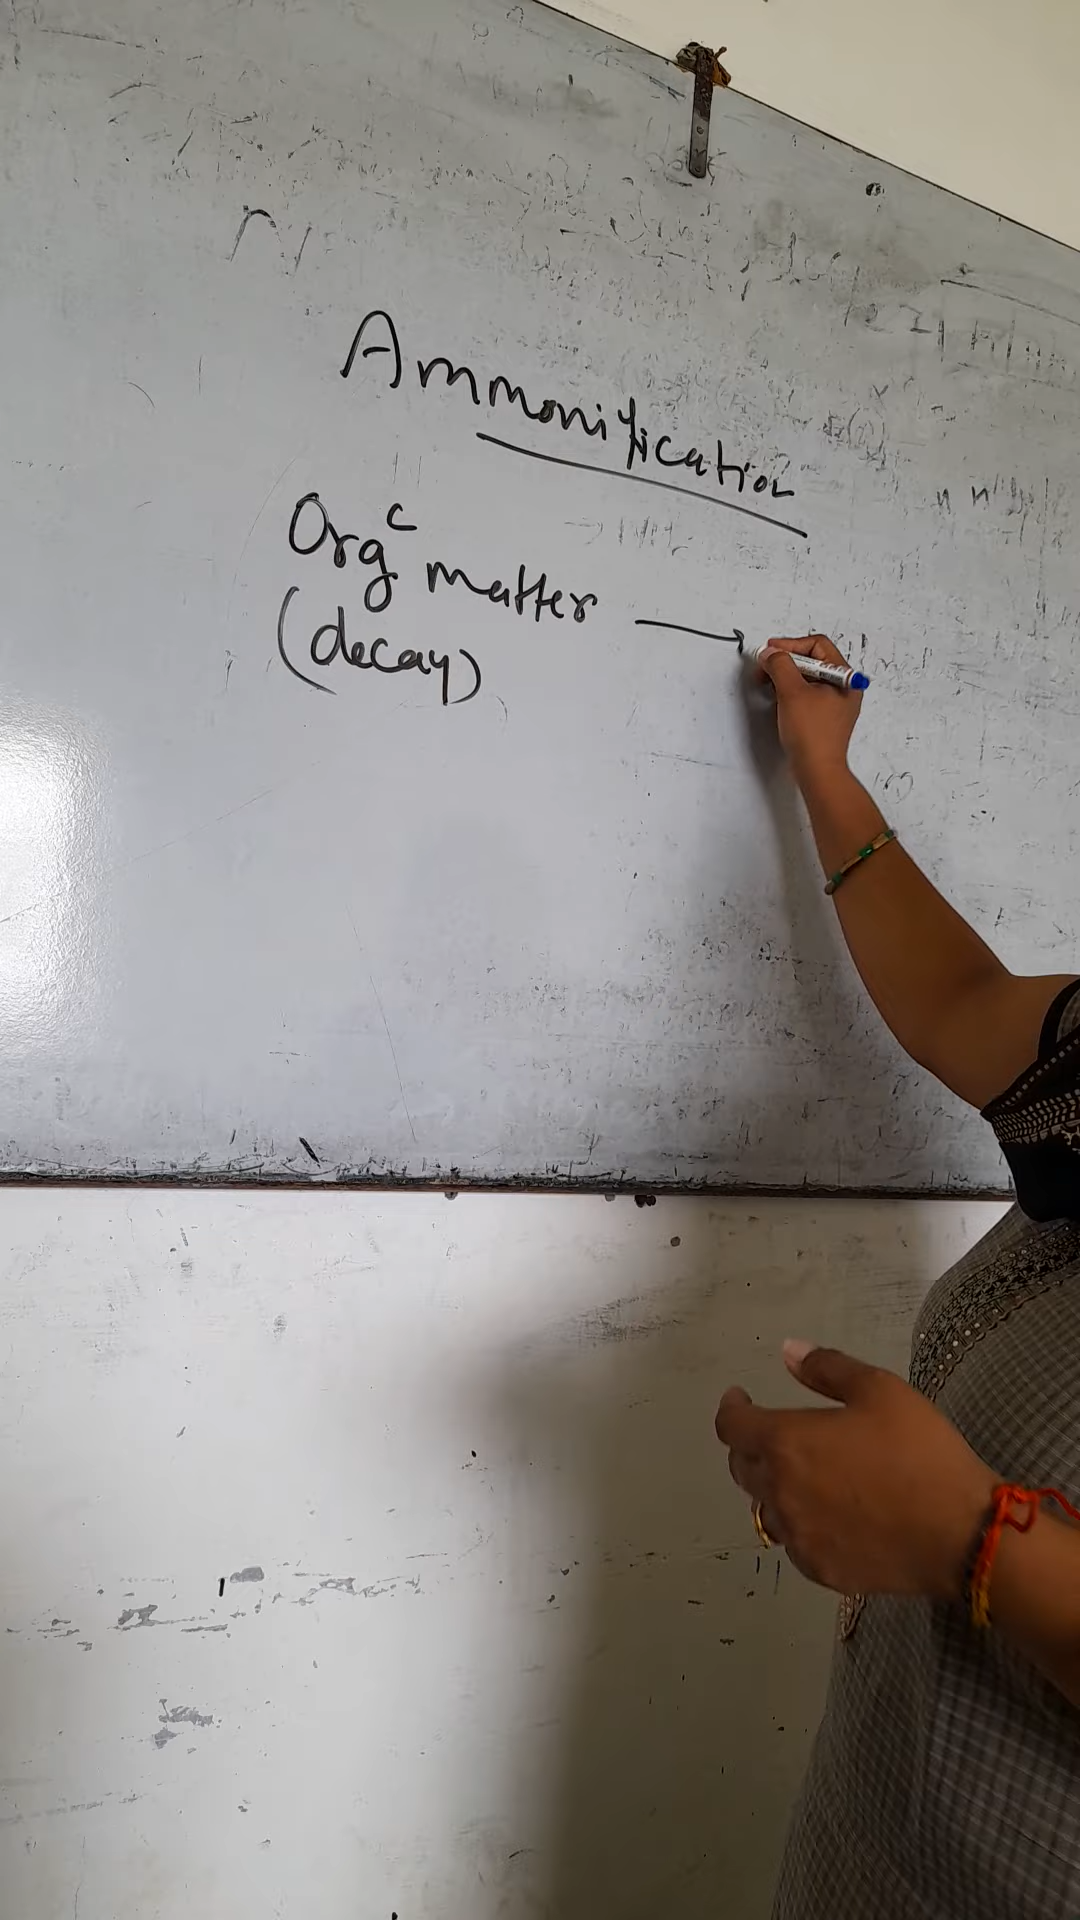 Ammonification
Orgᶜ matter →
(decay)